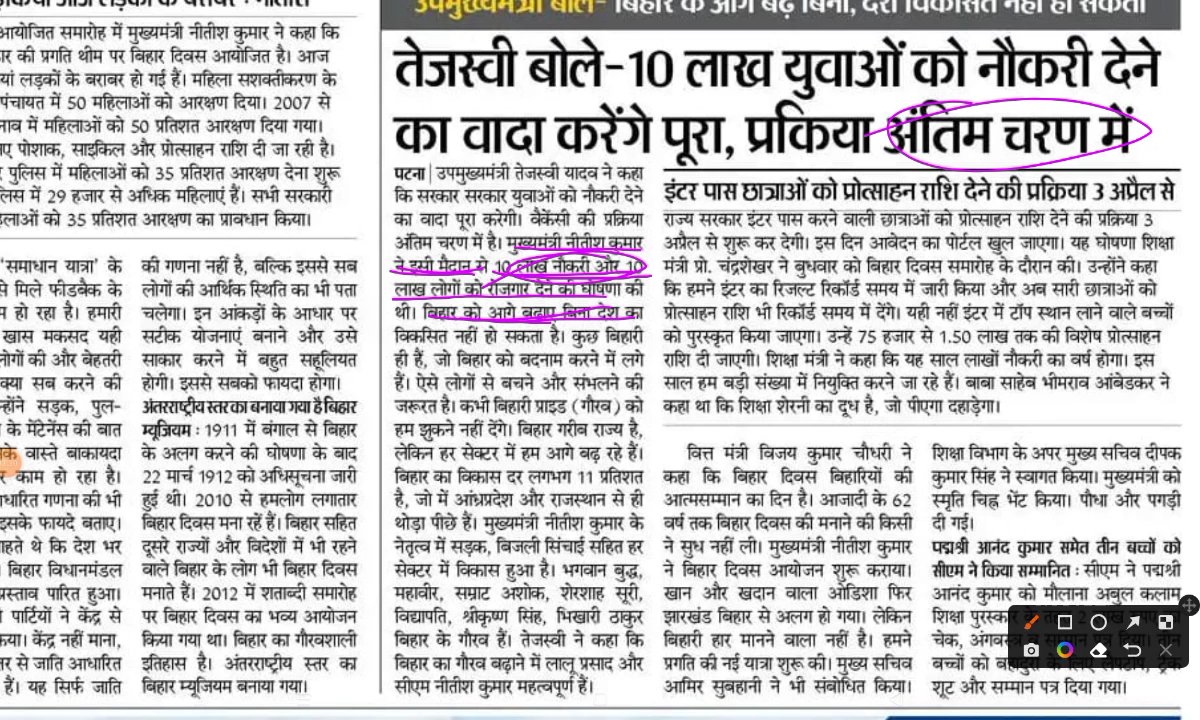 आयोजित समारोह में मुख्यमंत्री नीतीश कुमार ने कहा कि
की प्रगति थीम पर बिहार दिवस आयोजित है। आज
लड़कों के बराबर हो गई हैं। महिला सशक्तीकरण के
पंचायत में 50 महिलाओं को आरक्षण दिया। 2007 से
में महिलाओं को 50 प्रतिशत आरक्षण दिया गया।
पोशाक, साइकिल और प्रोत्साहन राशि दी जा रही है।
पुलिस में महिलाओं को 35 प्रतिशत आरक्षण देना शुरू
में 29 हजार से अधिक महिलाएं हैं। सभी सरकारी
को 35 प्रतिशत आरक्षण का प्रावधान किया।
'समाधान यात्रा' के
से मिले फीडबैक के
हो रहा है। हमारी
खास मकसद यही
लोगों की और बेहतरी
क्या सब करने की
सड़क, पुल-
के मेंटेनेंस की बात
वास्ते बाकायदा
काम हो रहा है।
गणना की भी
इसके फायदे बताए।
थे कि देश भर
बिहार विधानमंडल
पारित हुआ।
पार्टियों ने केंद्र से
केंद्र नहीं माना,
से जाति आधारित
हैं। यह सिर्फ जाति
की गणना नहीं है, बल्कि इससे सब
लोगों की आर्थिक स्थिति का भी पता
चलेगा। इन आंकड़ों के आधार पर
सटीक योजनाएं बनाने और उसे
साकार करने में बहुत सहूलियत
होगी। इससे सबको फायदा होगा।
अंतरराष्ट्रीय स्तर का बनाया गया है बिहार
म्यूजियम : 1911 में बंगाल से बिहार
के अलग करने की घोषणा के बाद
22 मार्च 1912 को अधिसूचना जारी
हुई थी। 2010 से हमलोग लगातार
बिहार दिवस मना रहें हैं। बिहार सहित
दूसरे राज्यों और विदेशों में भी रहने
वाले बिहार के लोग भी बिहार दिवस
मनाते हैं। 2012 में शताब्दी समारोह
पर बिहार दिवस का भव्य आयोजन
किया गया था। बिहार का गौरवशाली
इतिहास है। अंतरराष्ट्रीय स्तर का
बिहार म्यूजियम बनाया गया।
उपमुख्यमंत्री बोले- बिहार के आगे बढ़े बिना, देश विकसित नहीं हो सकता
तेजस्वी बोले-10 लाख युवाओं को नौकरी देने
का वादा करेंगे पूरा, प्रकिया अंतिम चरण में
पटना | उपमुख्यमंत्री तेजस्वी यादव ने कहा
कि सरकार सरकार युवाओं को नौकरी देने
का वादा पूरा करेगी। वैकेंसी की प्रक्रिया
अंतिम चरण में है। मुख्यमंत्री नीतीश कुमार
ने इसी मैदान से 10 लाख नौकरी और 10
लाख लोगों को रोजगार देने की घोषणा की
थी। बिहार को आगे बढ़ाए बिना देश का
विकसित नहीं हो सकता है। कुछ बिहारी
ही हैं, जो बिहार को बदनाम करने में लगे
हैं। ऐसे लोगों से बचने और संभलने की
जरूरत है। कभी बिहारी प्राइड (गौरव) को
हम झुकने नहीं देंगे। बिहार गरीब राज्य है,
लेकिन हर सेक्टर में हम आगे बढ़ रहे हैं।
बिहार का विकास दर लगभग 11 प्रतिशत
है, जो में आंध्रप्रदेश और राजस्थान से ही
थोड़ा पीछे हैं। मुख्यमंत्री नीतीश कुमार के
नेतृत्व में सड़क, बिजली सिंचाई सहित हर
सेक्टर में विकास हुआ है। भगवान बुद्ध,
महावीर, सम्राट अशोक, शेरशाह सूरी,
विद्यापति, श्रीकृष्ण सिंह, भिखारी ठाकुर
बिहार के गौरव हैं। तेजस्वी ने कहा कि
बिहार का गौरव बढ़ाने में लालू प्रसाद और
सीएम नीतीश कुमार महत्वपूर्ण हैं।
इंटर पास छात्राओं को प्रोत्साहन राशि देने की प्रक्रिया 3 अप्रैल से
राज्य सरकार इंटर पास करने वाली छात्राओं को प्रोत्साहन राशि देने की प्रक्रिया 3
अप्रैल से शुरू कर देगी। इस दिन आवेदन का पोर्टल खुल जाएगा। यह घोषणा शिक्षा
मंत्री प्रो. चंद्रशेखर ने बुधवार को बिहार दिवस समारोह के दौरान की। उन्होंने कहा
कि हमने इंटर का रिजल्ट रिकॉर्ड समय में जारी किया और अब सारी छात्राओं को
प्रोत्साहन राशि भी रिकॉर्ड समय में देंगे। यही नहीं इंटर में टॉप स्थान लाने वाले बच्चों
को पुरस्कृत किया जाएगा। उन्हें 75 हजार से 1.50 लाख तक की विशेष प्रोत्साहन
राशि दी जाएगी। शिक्षा मंत्री ने कहा कि यह साल लाखों नौकरी का वर्ष होगा। इस
साल हम बड़ी संख्या में नियुक्ति करने जा रहे हैं। बाबा साहेब भीमराव आंबेडकर ने
कहा था कि शिक्षा शेरनी का दूध है, जो पीएगा दहाड़ेगा।
वित्त मंत्री विजय कुमार चौधरी ने
कहा कि बिहार दिवस बिहारियों की
आत्मसम्मान का दिन है। आजादी के 62
वर्ष तक बिहार दिवस की मनाने की किसी
ने सुध नहीं ली। मुख्यमंत्री नीतीश कुमार
ने बिहार दिवस आयोजन शुरू कराया।
खान और खदान वाला ओडिशा फिर
झारखंड बिहार से अलग हो गया। लेकिन
बिहारी हार मानने वाला नहीं है। हमने
प्रगति की नई यात्रा शुरू की। मुख्य सचिव
आमिर सुबहानी ने भी संबोधित किया।
शिक्षा विभाग के अपर मुख्य सचिव दीपक
कुमार सिंह ने स्वागत किया। मुख्यमंत्री को
स्मृति चिह्न भेंट किया। पौधा और पगड़ी
दी गई।
पद्मश्री आनंद कुमार समेत तीन बच्चों को
सीएम ने किया सम्मानित : सीएम ने पद्मश्री
आनंद कुमार को मौलाना अबुल कलाम
शिक्षा पुरस्कार
चेक, अंगवस्त्र व सम्मान पत्र दिया। तीन
बच्चों को बहादुरी के लिए लैपटॉप, ट्रैक
शूट और सम्मान पत्र दिया गया।